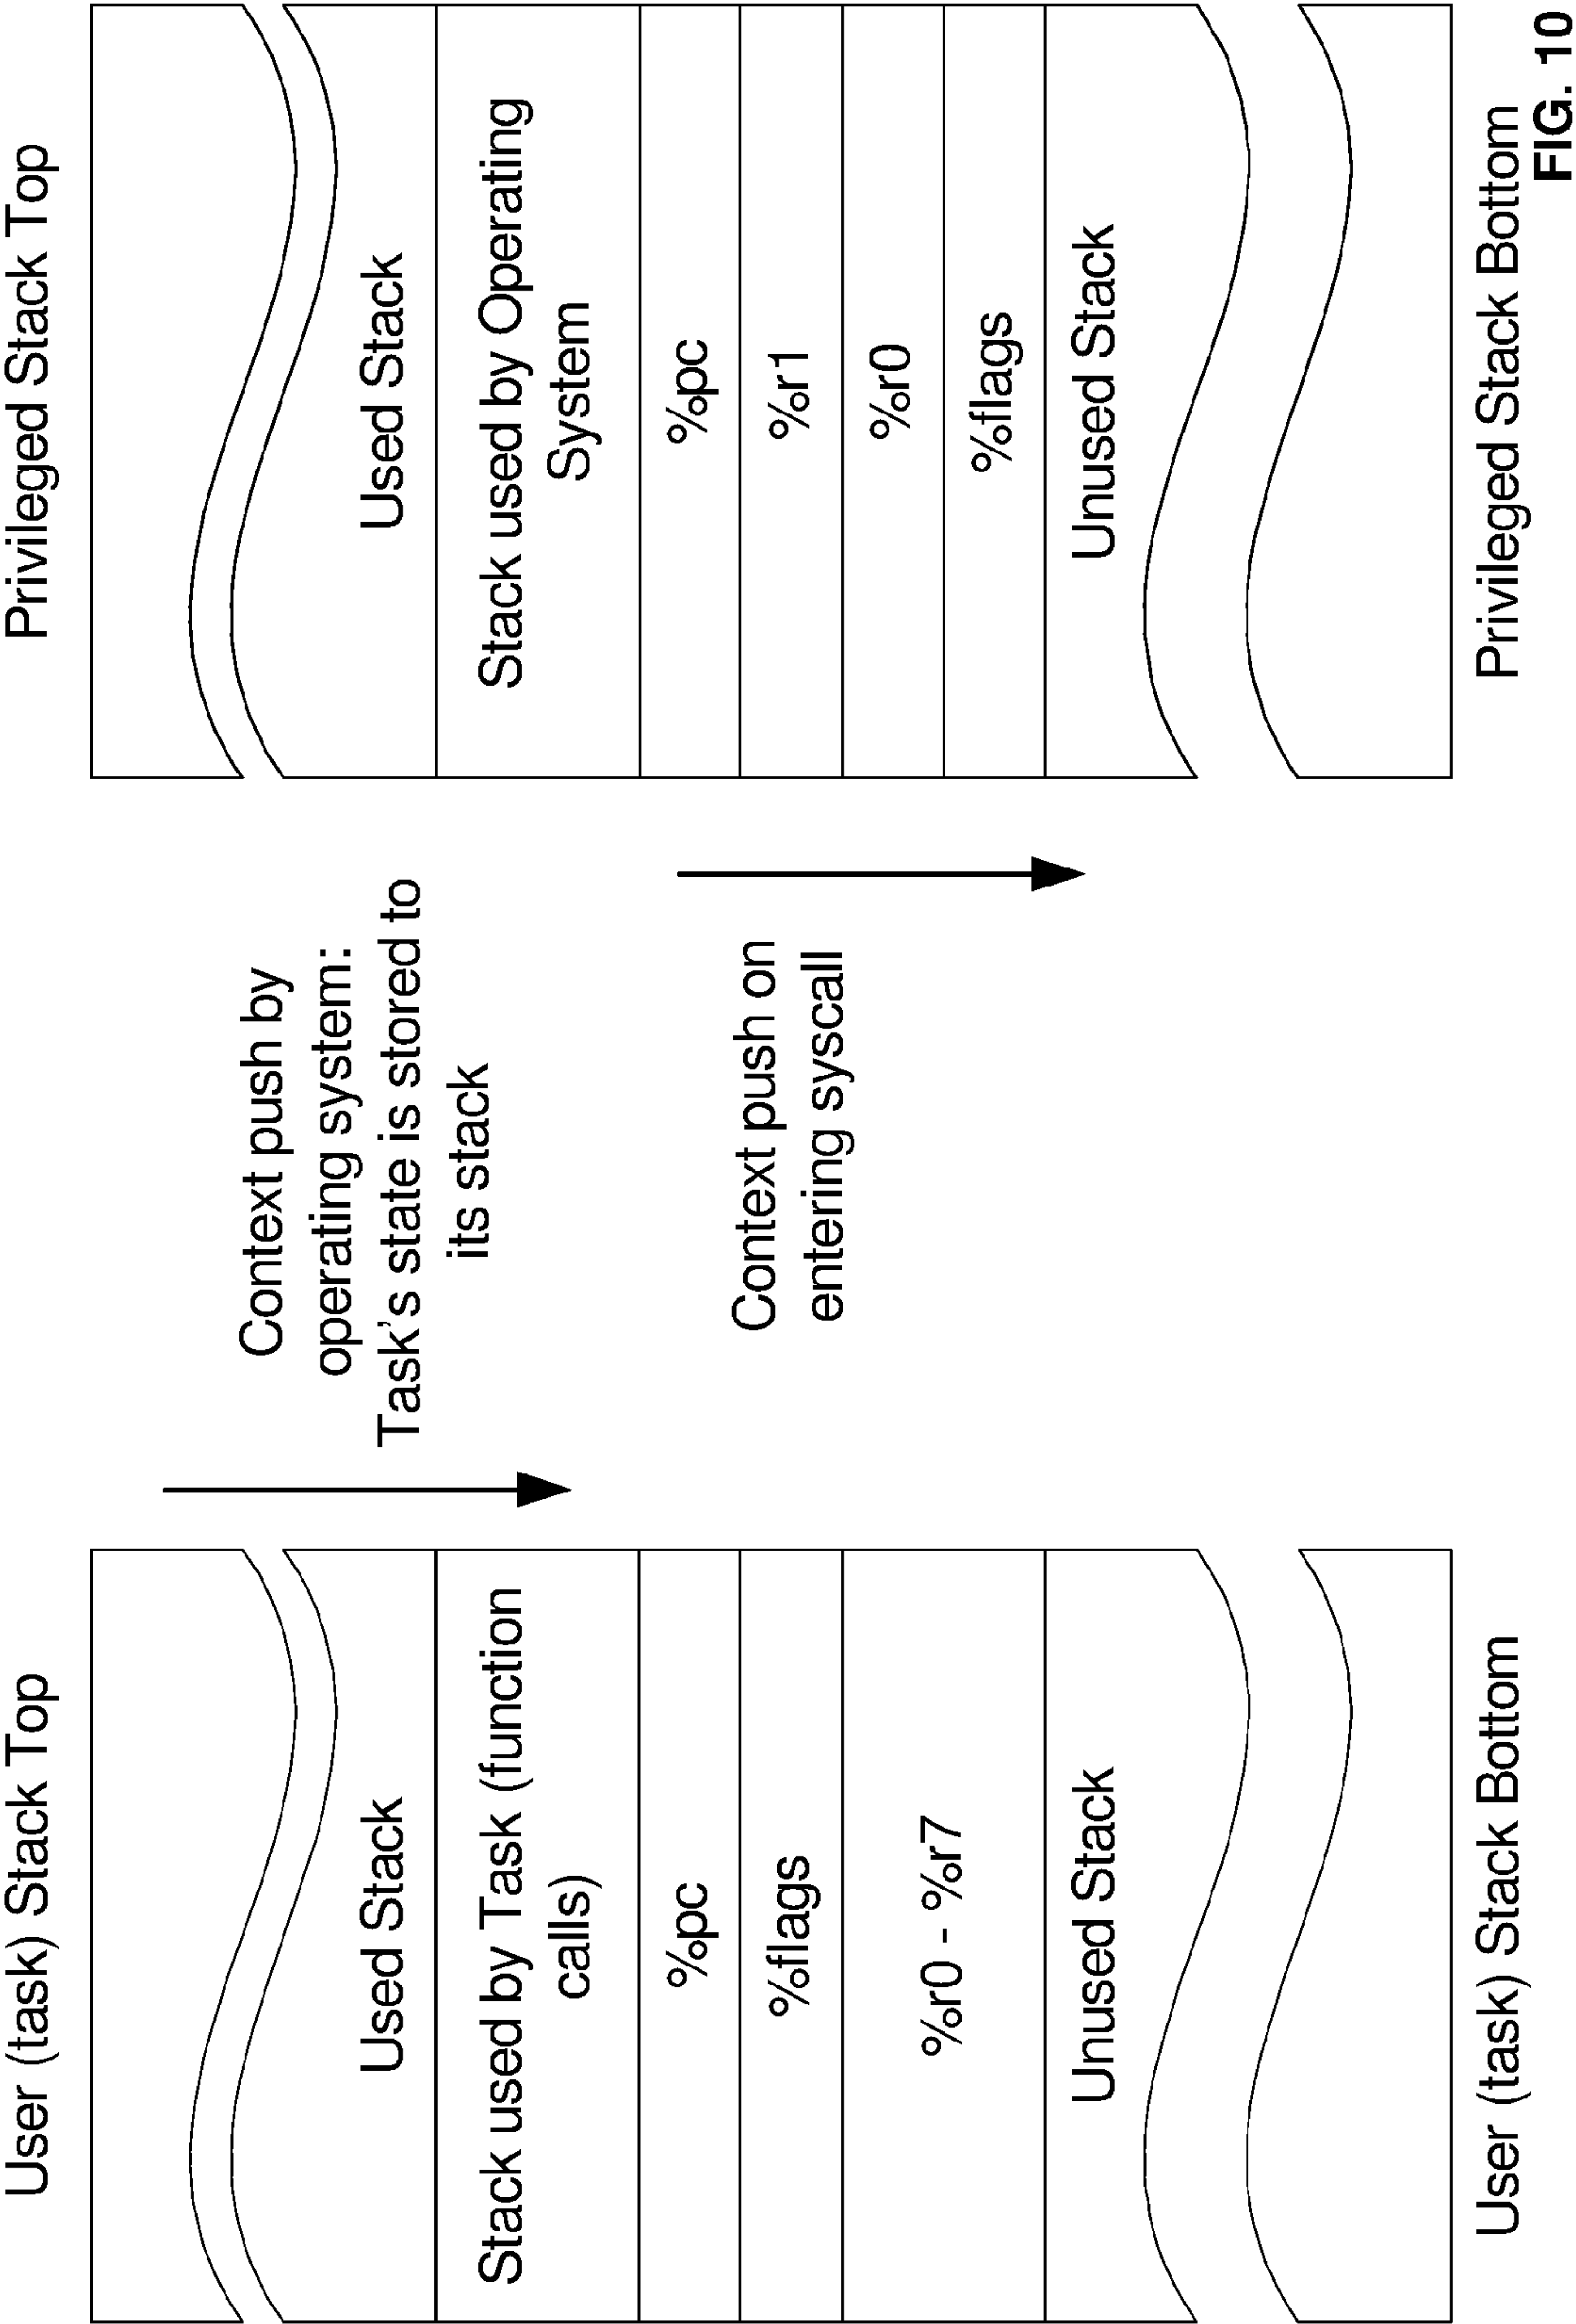 User (task) Stack Top
Used Stack
Stack used by Task (function
calls)
%pc
%flags
%r0 - %r7
Unused Stack
User (task) Stack Bottom
Context push by
operating system:
Task's state is stored to
its stack
Context push on
entering syscall
Privileged Stack Top
Used Stack
Stack used by Operating
System
%pc
%r1
%r0
%flags
Unused Stack
Privileged Stack Bottom
FIG. 10